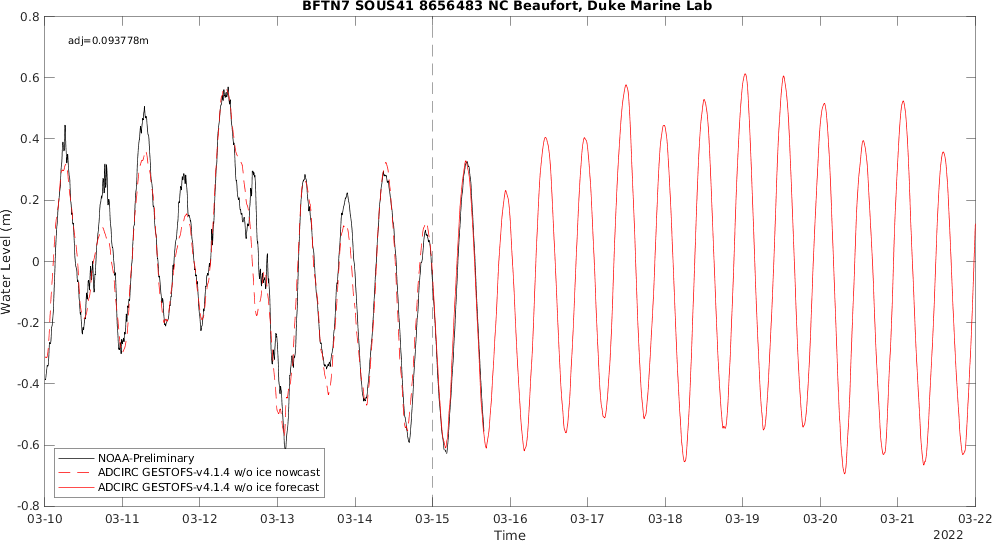 BFTN7 SOUS41 8656483 NC Beaufort, Duke Marine Lab
adj=0.093778m
0.8
0.6
0.4
0.2
0
-0.2
-0.4
-0.6
-0.8
Water Level (m)
NOAA-Preliminary
ADCIRC GESTOFS-v4.1.4 w/o ice nowcast
ADCIRC GESTOFS-v4.1.4 w/o ice forecast
03-10 03-11 03-12 03-13 03-14 03-15 03-16 03-17 03-18 03-19 03-20 03-21 03-22
Time
2022